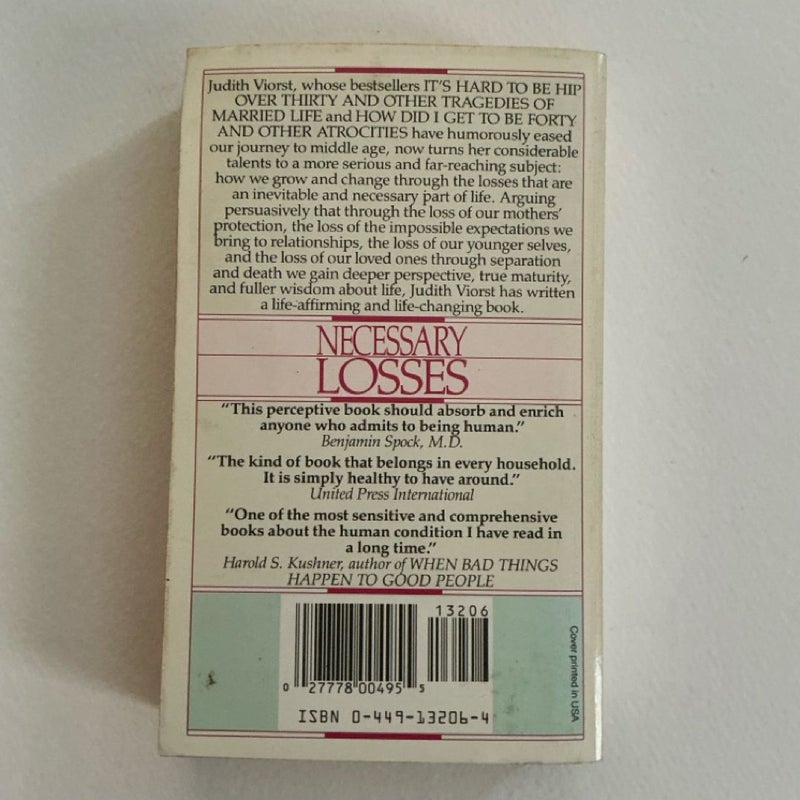 Judith Viorst, whose bestsellers IT'S HARD TO BE HIP
OVER THIRTY AND OTHER TRAGEDIES OF
MARRIED LIFE and HOW DID I GET TO BE FORTY
AND OTHER ATROCITIES have humorously eased
our journey to middle age, now turns her considerable
talents to a more serious and far-reaching subject:
how we grow and change through the losses that are
an inevitable and necessary part of life. Arguing
persuasively that through the loss of our mothers'
protection, the loss of the impossible expectations we
bring to relationships, the loss of our younger selves,
and the loss of our loved ones through separation
and death we gain deeper perspective, true maturity,
and fuller wisdom about life, Judith Viorst has written
a life-affirming and life-changing book.
NECESSARY
LOSSES
"This perceptive book should absorb and enrich
anyone who admits to being human."
Benjamin Spock, M.D.
"The kind of book that belongs in every household.
It is simply healthy to have around."
United Press International
"One of the most sensitive and comprehensive
books about the human condition I have read in
a long time."
Harold S. Kushner, author of WHEN BAD THINGS
HAPPEN TO GOOD PEOPLE
13206
0 27778 00495 5
ISBN 0-449-13206-4
Cover printed in USA